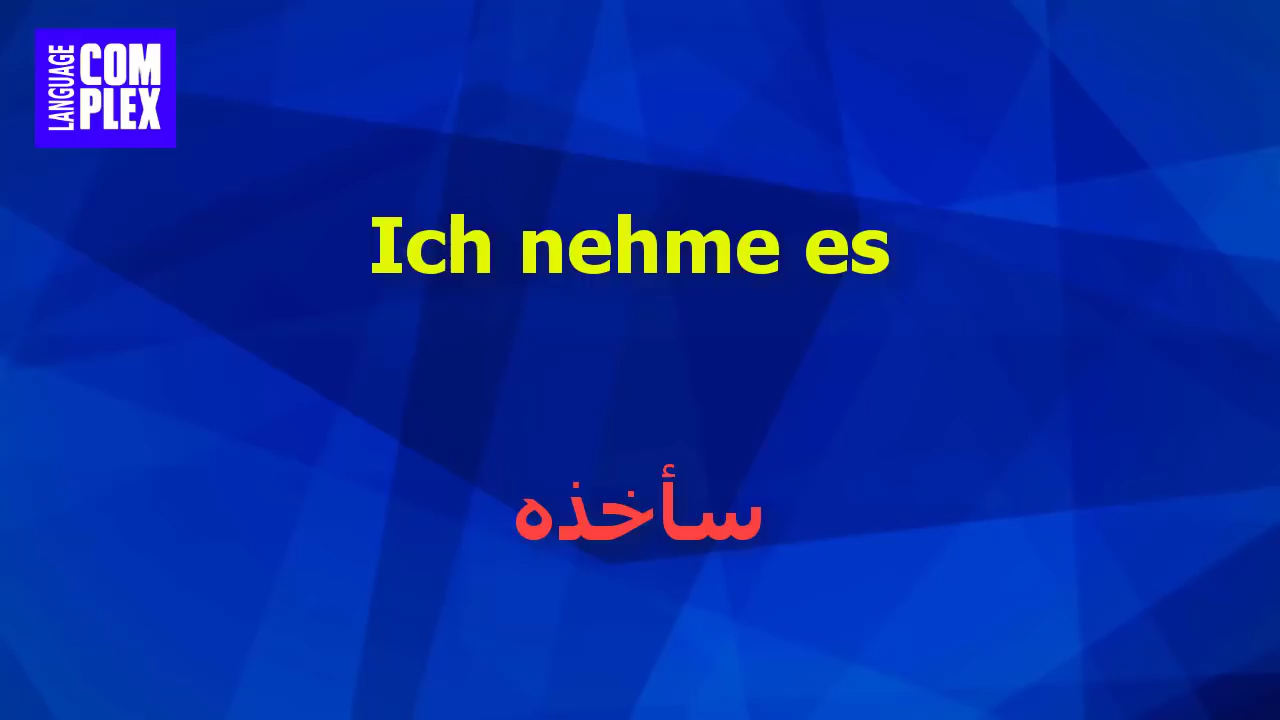 LANGUAGE
COM
PLEX
Ich nehme es
سأخذه